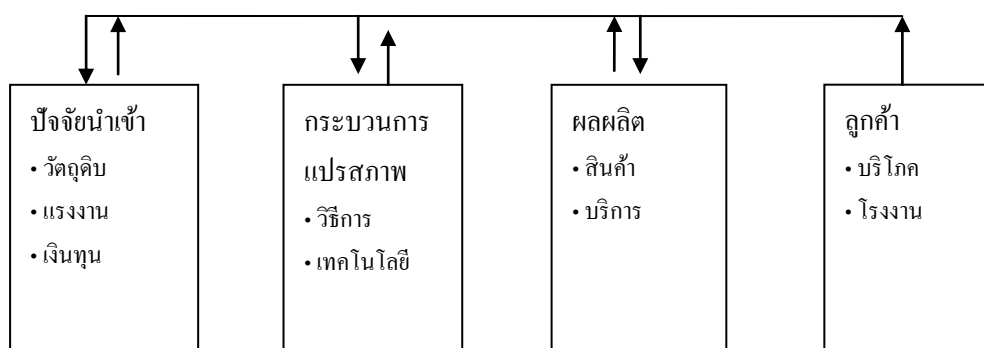 ปัจจัยนำเข้า
• วัตถุดิบ
• แรงงาน
• เงินทุน
กระบวนการ
แปรสภาพ
• วิธีการ
• เทคโนโลยี
ผลผลิต
• สินค้า
• บริการ
ลูกค้า
• บริโภค
• โรงงาน